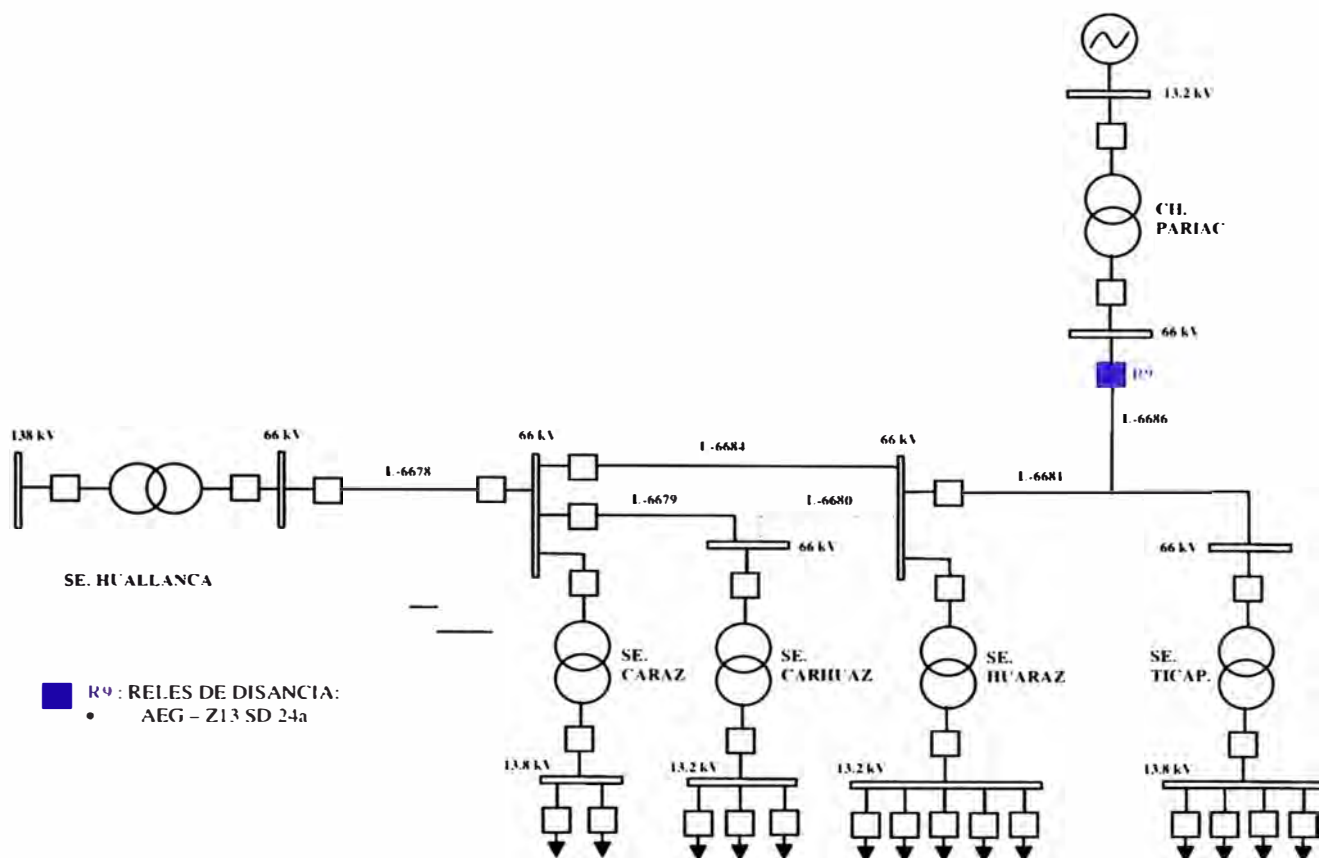 13.2 kV
CH.
PARIAC
66 kV
R9
L-6686
138 kV
66 kV
L-6678
66 kV
L-6684
66 kV
L-6681
L-6679
L-6680
66 kV
66 kV
SE. HUALLANCA
SE.
CARAZ
SE.
CARHUAZ
SE.
HUARAZ
SE.
TICAP.
R9 : RELES DE DISANCIA:
• AEG – Z13 SD 24a
13.8 kV
13.2 kV
13.2 kV
13.8 kV